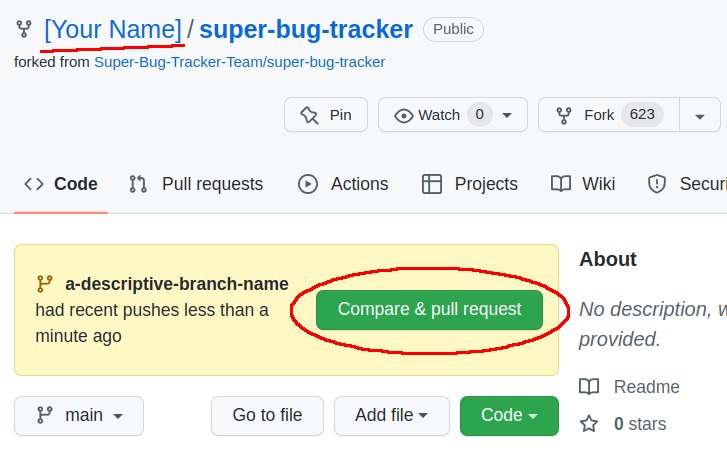 [Your Name] / super-bug-tracker Public
forked from Super-Bug-Tracker-Team/super-bug-tracker
Pin Watch 0 Fork 623
Code Pull requests Actions Projects Wiki
About
a-descriptive-branch-name
had recent pushes less than a
minute ago
Compare & pull request
No description,
provided.
Readme
main Go to file Add file Code
0 stars